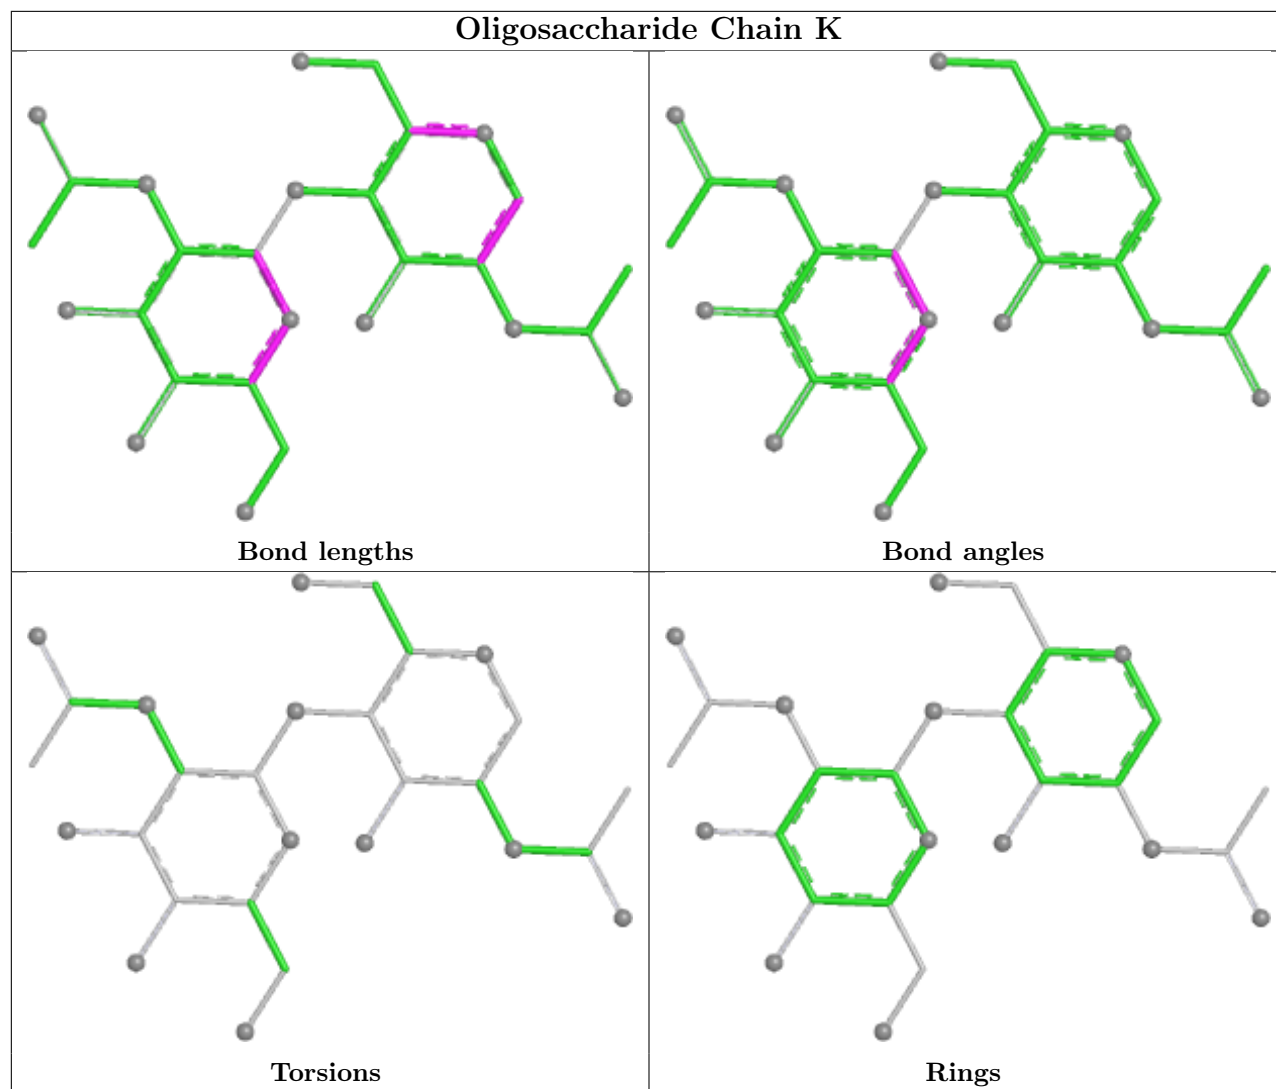 Oligosaccharide Chain K
Bond lengths
Bond angles
Torsions
Rings